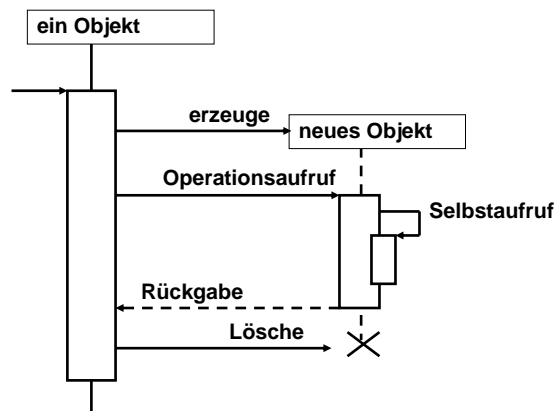 ein Objekt
erzeuge
neues Objekt
Operationsaufruf
Selbstaufruf
Rückgabe
Lösche